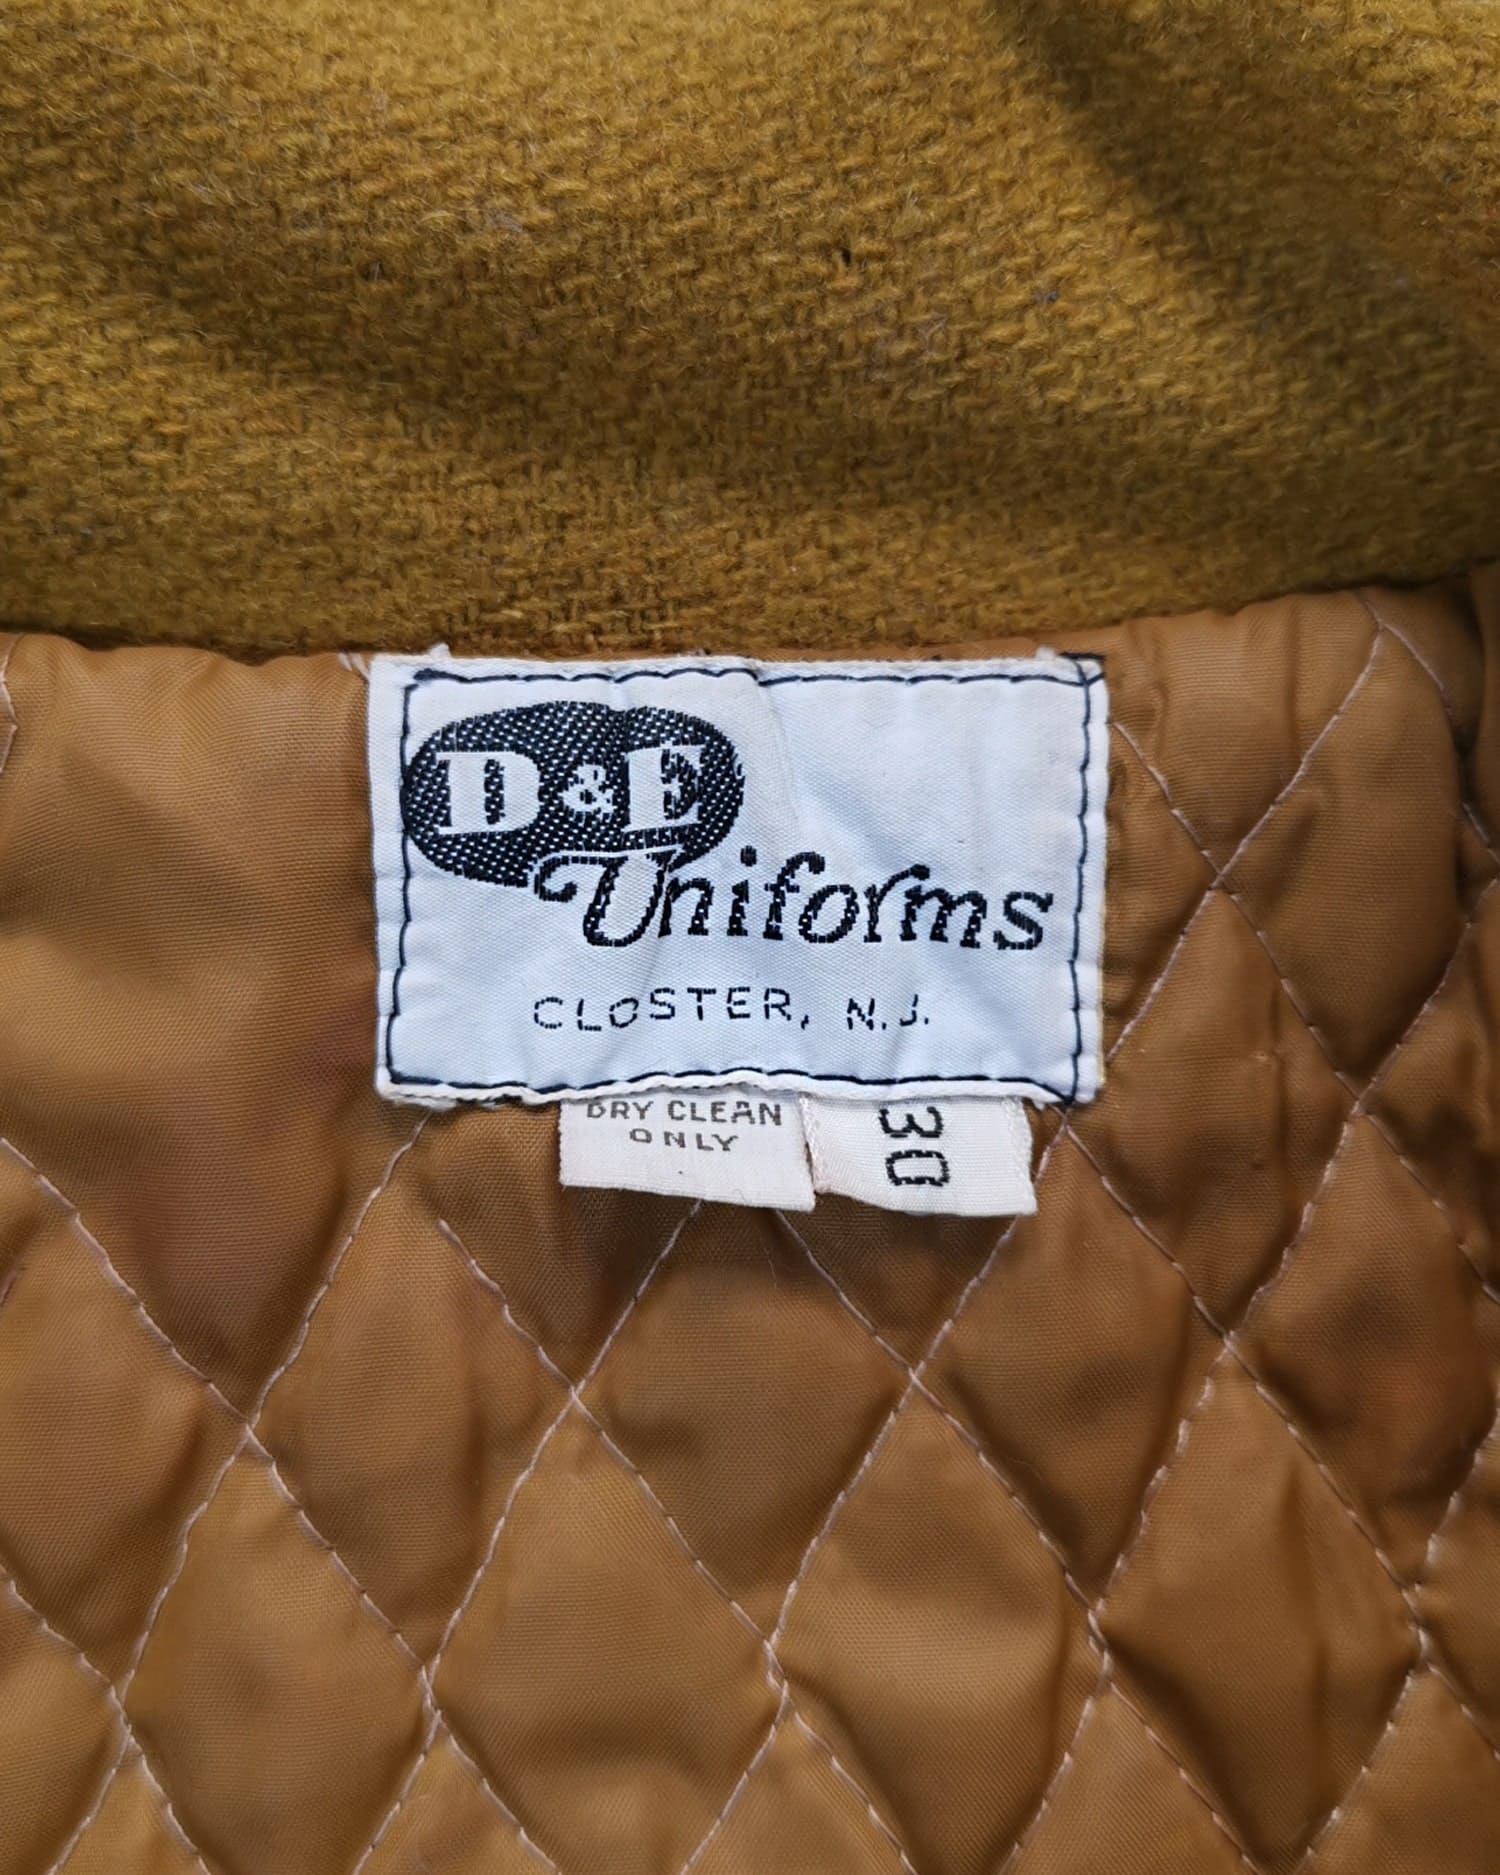 D&E
Uniforms
CLOSTER, N.J.
DRY CLEAN
ONLY
30